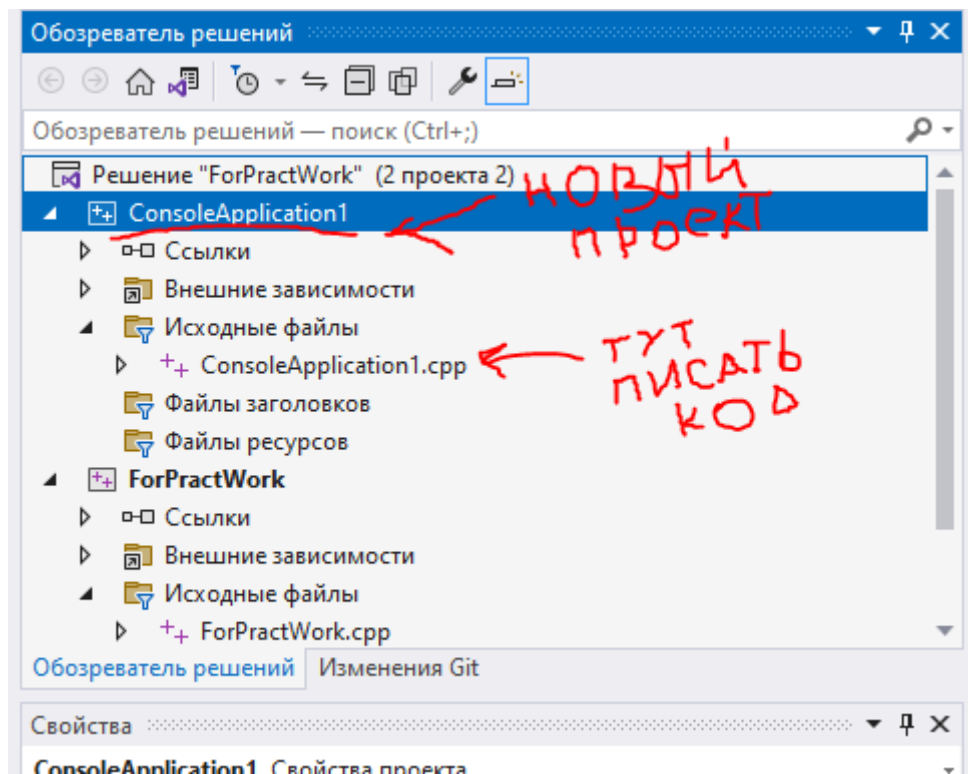 Обозреватель решений
Обозреватель решений — поиск (Ctrl+;)
Решение "ForPractWork" (2 проекта 2)
новый
проект
ConsoleApplication1
Ссылки
Внешние зависимости
Исходные файлы
ConsoleApplication1.cpp
тут
писать
код
Файлы заголовков
Файлы ресурсов
ForPractWork
Ссылки
Внешние зависимости
Исходные файлы
ForPractWork.cpp
Обозреватель решений Изменения Git
Свойства
ConsoleApplication1 Свойства проекта